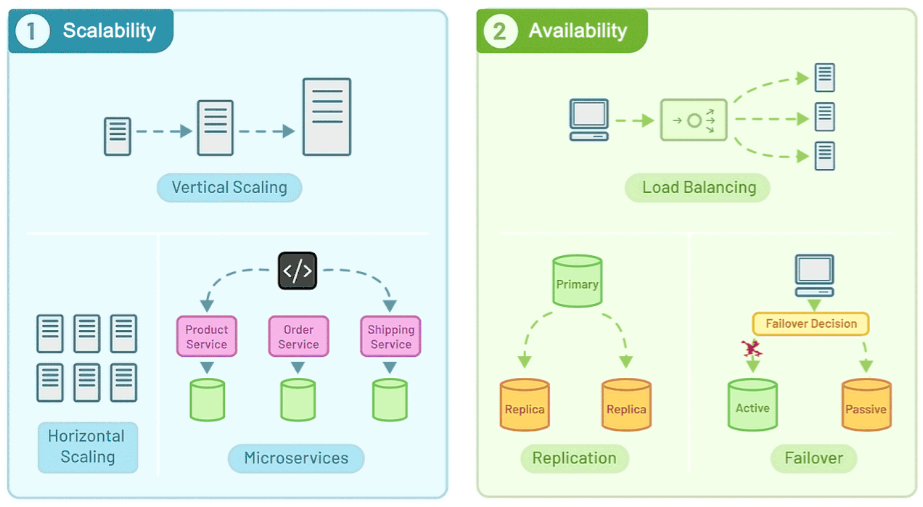 1 Scalability
Vertical Scaling
Horizontal
Scaling
</>
Product
Service
Order
Service
Shipping
Service
Microservices
2 Availability
Load Balancing
Primary
Replica
Replica
Replication
Failover Decision
Active
Passive
Failover